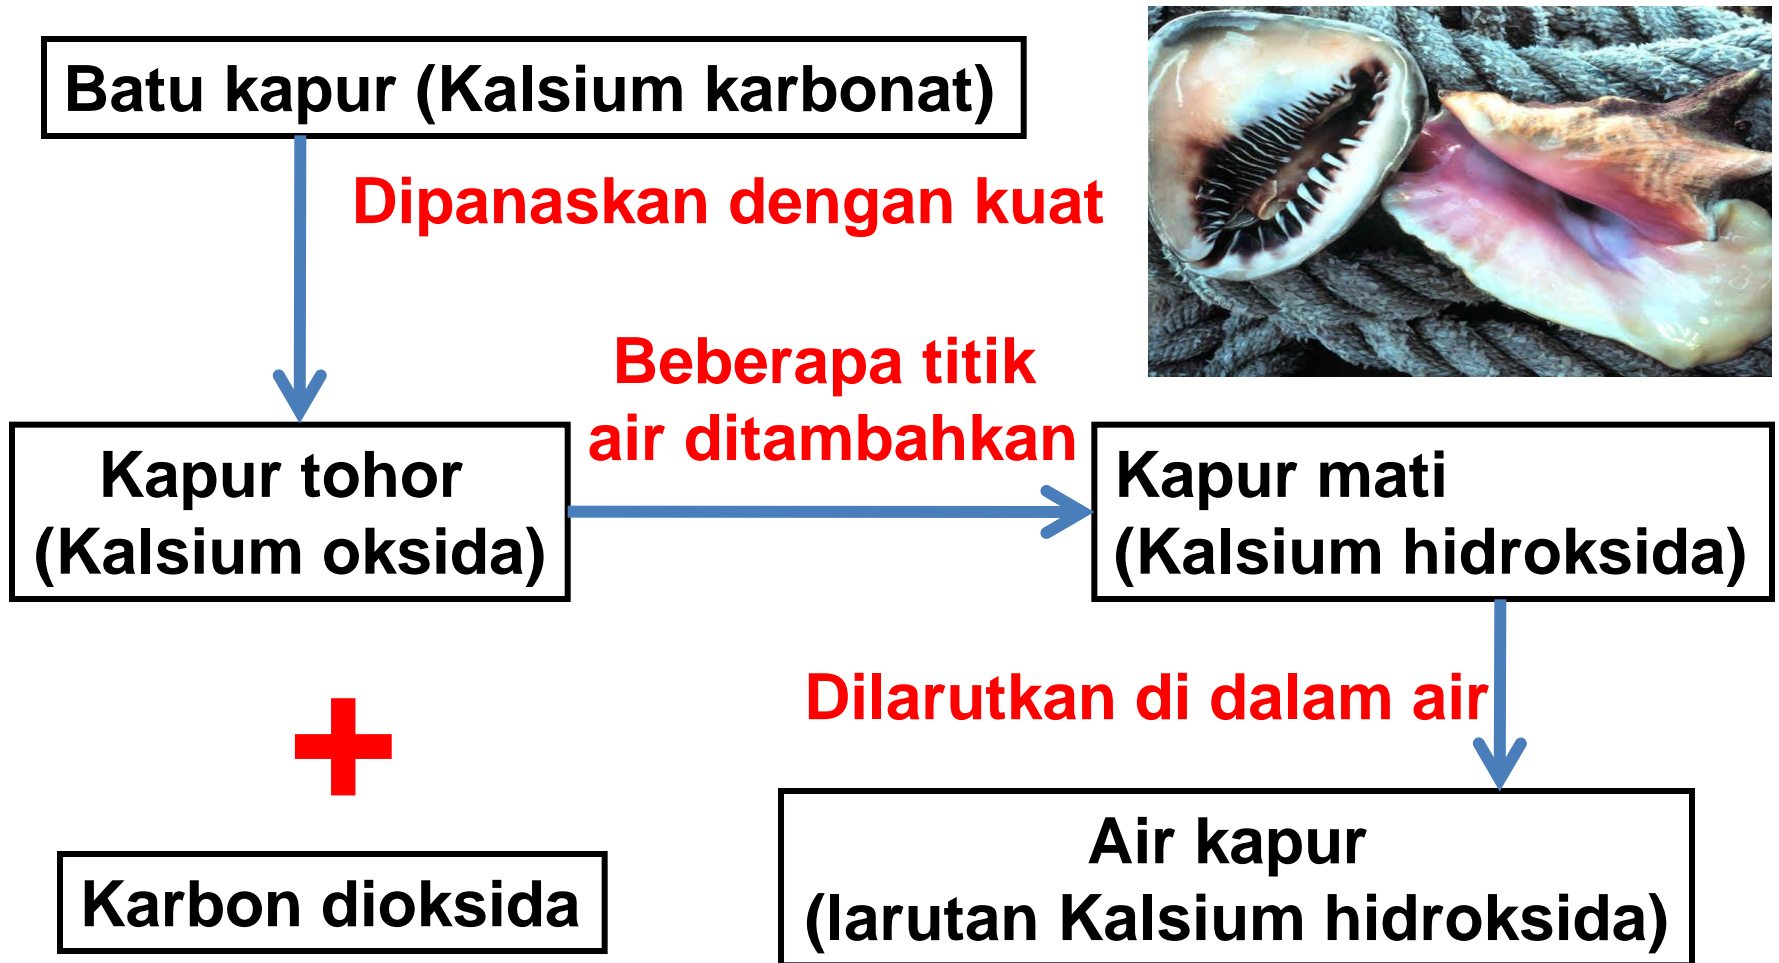 Batu kapur (Kalsium karbonat)
Dipanaskan dengan kuat
Beberapa titik
air ditambahkan
Kapur tohor
(Kalsium oksida)
Kapur mati
(Kalsium hidroksida)
Dilarutkan di dalam air
+
Karbon dioksida
Air kapur
(larutan Kalsium hidroksida)